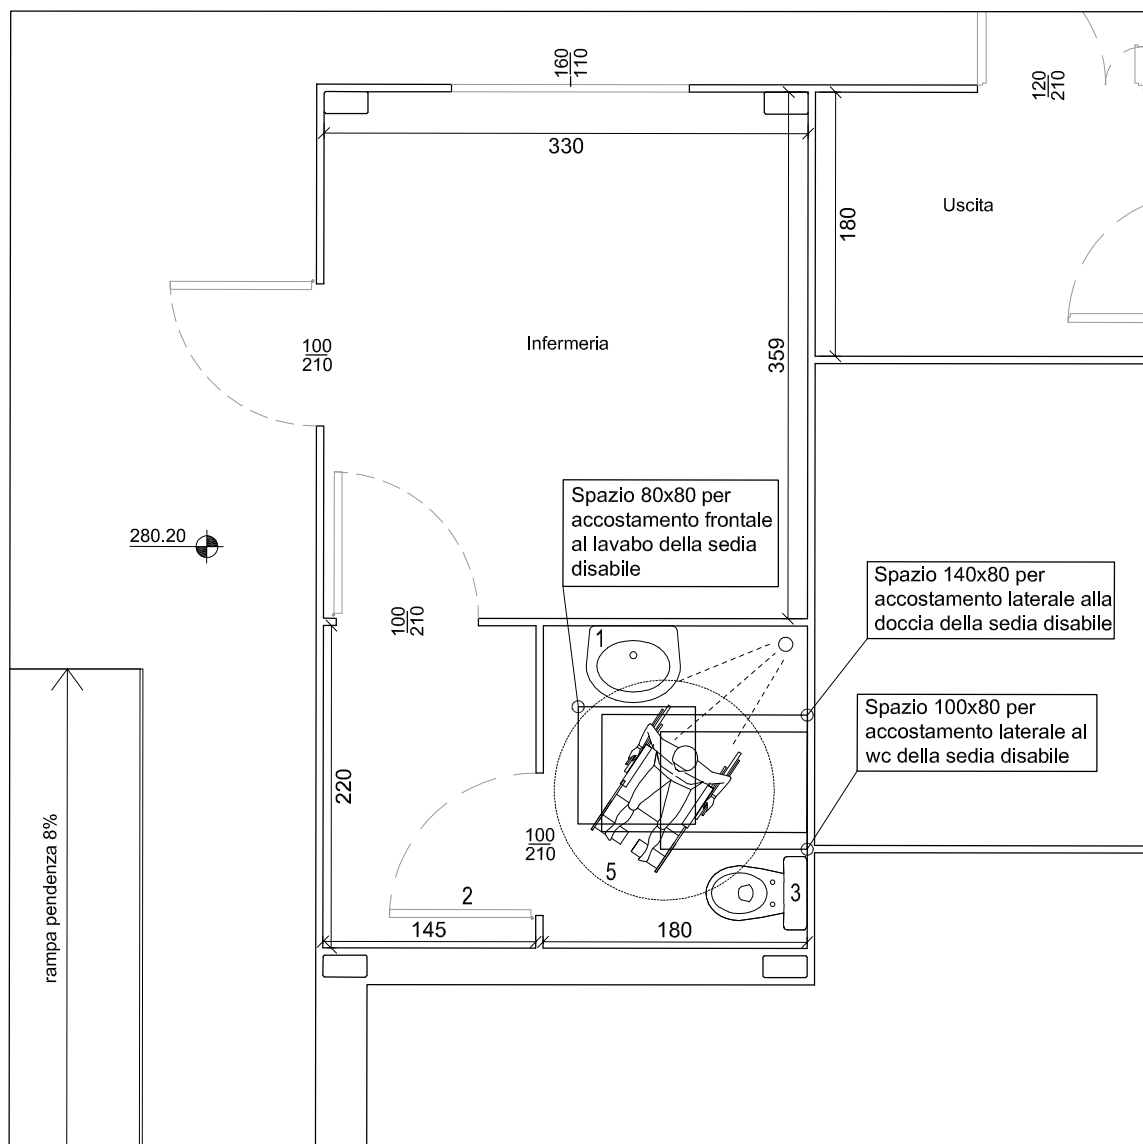 160
110
120
210
330
180
Uscita
100
210
Infermeria
359
Spazio 80x80 per
accostamento frontale
al lavabo della sedia
disabile
280.20
Spazio 140x80 per
accostamento laterale alla
doccia della sedia disabile
100
210
1
Spazio 100x80 per
accostamento laterale al
wc della sedia disabile
220
rampa pendenza 8%
100
210
5
2
3
145
180